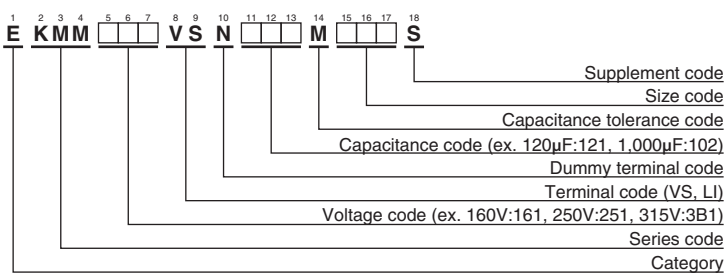 1 2 3 4 5 6 7 8 9 10 11 12 13 14 15 16 17 18
E KMM □□□ VS N □□□ M □□□ S
Supplement code
Size code
Capacitance tolerance code
Capacitance code (ex. 120μF:121, 1,000μF:102)
Dummy terminal code
Terminal code (VS, LI)
Voltage code (ex. 160V:161, 250V:251, 315V:3B1)
Series code
Category